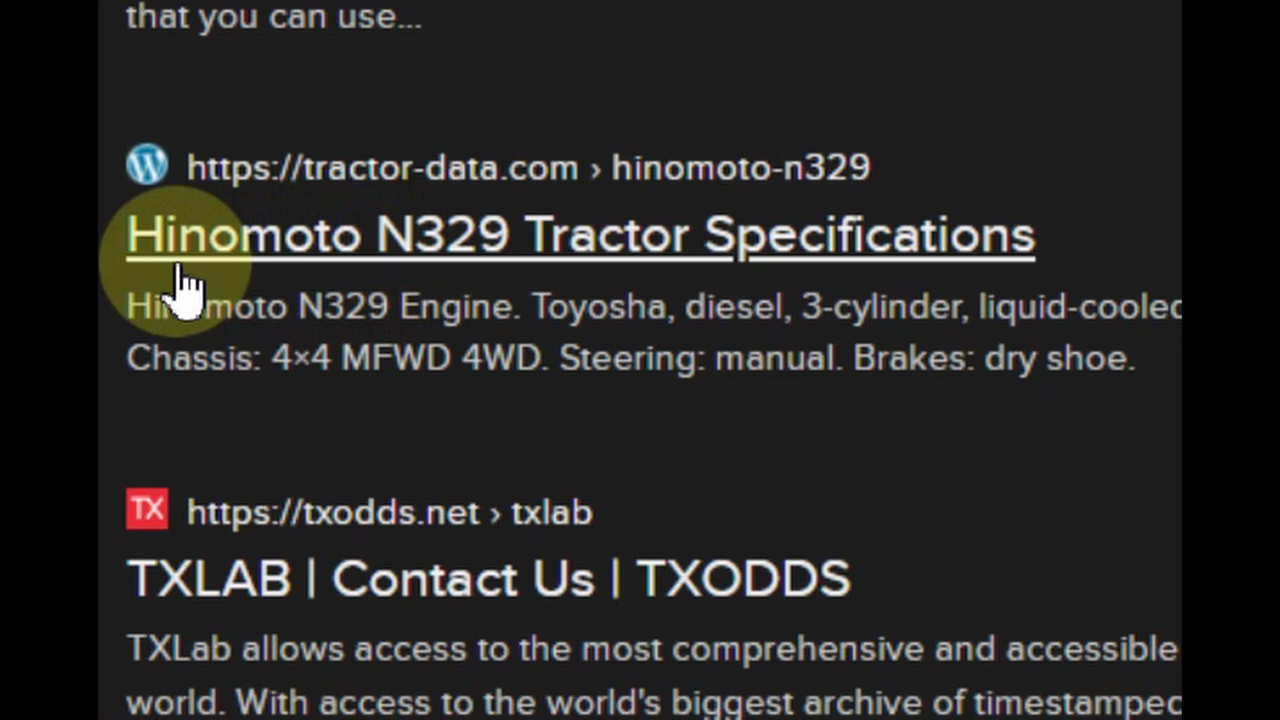 that you can use...
https://tractor-data.com › hinomoto-n329
Hinomoto N329 Tractor Specifications
Hinomoto N329 Engine. Toyosha, diesel, 3-cylinder, liquid-cooled
Chassis: 4×4 MFWD 4WD. Steering: manual. Brakes: dry shoe.
TX https://txodds.net › txlab
TXLAB | Contact Us | TXODDS
TXLab allows access to the most comprehensive and accessible
world. With access to the world's biggest archive of timestamped